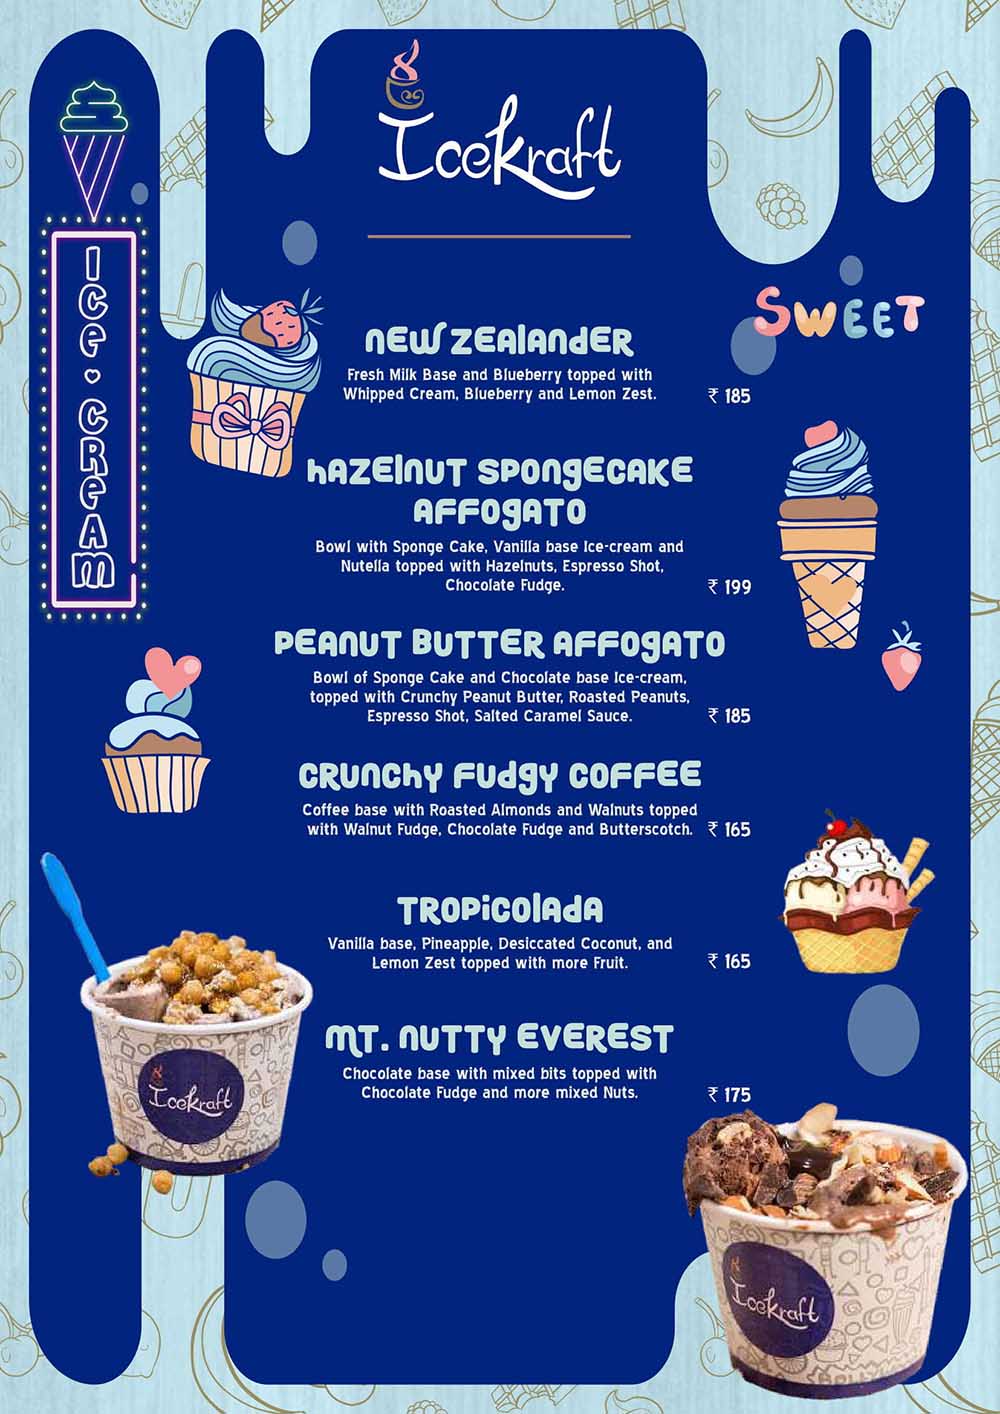 Icekraft
ICe·CReAM
SWEET
NEW ZEAlANdER
Fresh Milk Base and Blueberry topped with
Whipped Cream, Blueberry and Lemon Zest.
₹ 185
hAZElnUT SPOngECAKE
AFFOgATO
Bowl with Sponge Cake, Vanilla base Ice-cream and
Nutella topped with Hazelnuts, Espresso Shot,
Chocolate Fudge.
₹ 199
PEAnUT BUTTER AFFOgATO
Bowl of Sponge Cake and Chocolate base Ice-cream,
topped with Crunchy Peanut Butter, Roasted Peanuts,
Espresso Shot, Salted Caramel Sauce.
₹ 185
CRUnChy FUdgy COFFEE
Coffee base with Roasted Almonds and Walnuts topped
with Walnut Fudge, Chocolate Fudge and Butterscotch.
₹ 165
TROPiCOlAdA
Vanilla base, Pineapple, Desiccated Coconut, and
Lemon Zest topped with more Fruit.
₹ 165
MT. nUTTY EVEREST
Chocolate base with mixed bits topped with
Chocolate Fudge and more mixed Nuts.
₹ 175
Icekraft
Icekraft